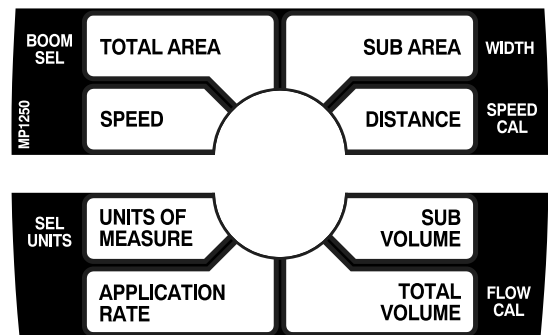 BOOM
SEL
TOTAL AREA
SUB AREA
WIDTH
MP1250
SPEED
DISTANCE
SPEED
CAL
SEL
UNITS
UNITS OF
MEASURE
SUB
VOLUME
APPLICATION
RATE
TOTAL
VOLUME
FLOW
CAL